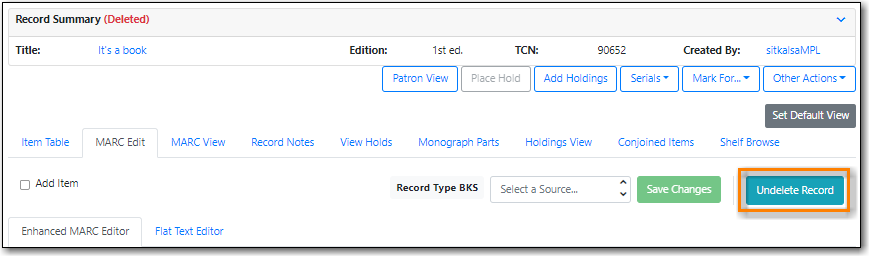 Record Summary (Deleted)
Title: It's a book Edition: 1st ed. TCN: 90652 Created By: sitkalsaMPL
Patron View Place Hold Add Holdings Serials Mark For... Other Actions
Set Default View
Item Table MARC Edit MARC View Record Notes View Holds Monograph Parts Holdings View Conjoined Items Shelf Browse
Add Item Record Type BKS Select a Source... Save Changes Undelete Record
Enhanced MARC Editor Flat Text Editor